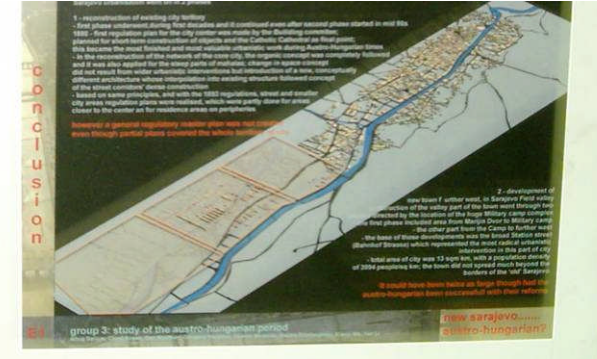 Sarajevo urbanisation went on in 2 phases
1 - reconstruction of existing city territory
- first phase underwent during first decades and it continued even after second phase started in mid 90s
1880 - first regulation plan for the city center was made by the Building committee,
planned for short-term construction of objects and the Catholic Cathedral as final point;
this became the most finished and most valuable urbanistic work during Austro-Hungarian times
- in the reconstruction of the network of the core city, the organic concept was completely followed
and it was also applied for the steep parts of mahalas; change in space concept
did not result from wider urbanistic interventions but introduction of a new, conceptually
different architecture whose interpolation into existing structure followed concept
of the street corridors' dense construction
- based on same principles, and with the 1893 regulations, street and smaller
city areas regulation plans were realised, which were partly done for areas
closer to the center an for residence areas on peripheries
however a general regulatory master plan was not
even though partial plans covered the whole
conclusion
2 - development of
new town further west, in Sarajevo Field valley
of the valley part of the town went through two
directed by the location of the huge Military camp complex
first phase included area from Marijin Dvor to Military camp
- the other part from the Camp to further west
- the base of those developments was the broad Station street
(Bahnhof Strasse) which represented the most radical urbanistic
intervention in this part of city
- total area of city was 13 sqm km, with a population density
of 3994 people/sq km; the town did not spread much beyond the
borders of the 'old' Sarajevo
it could have been twice as large though had the
austro-hungarian been successful with their reforms
new sarajevo......
austro-hungarian?
group 3: study of the austro-hungarian period